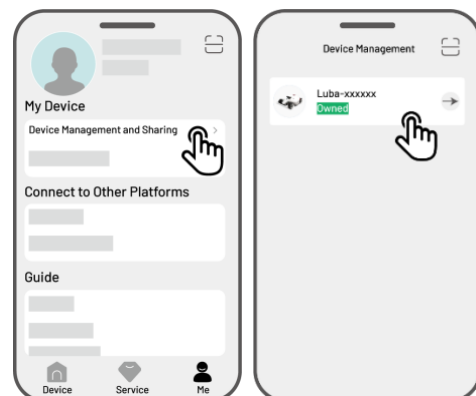 My Device
Device Management and Sharing
Connect to Other Platforms
Guide
Device Service Me
Device Management
Luba-xxxxxx
Owned